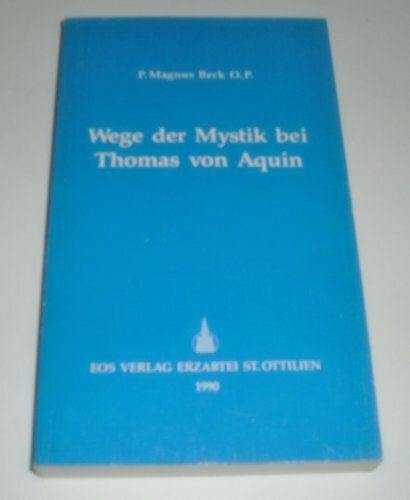 P. Magnus Beck O. P.
Wege der Mystik bei
Thomas von Aquin
EOS VERLAG ERZABTEI ST. OTTILIEN
1990